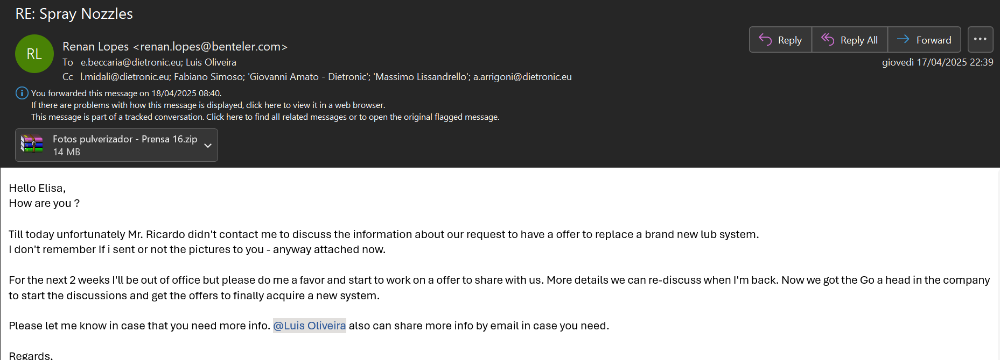 RE: Spray Nozzles
RL
Renan Lopes <renan.lopes@benteler.com>
To e.beccaria@dietronic.eu; Luis Oliveira
Cc l.midali@dietronic.eu; Fabiano Simoso; 'Giovanni Amato - Dietronic'; 'Massimo Lissandrello'; a.arrigoni@dietronic.eu
Reply
Reply All
Forward
giovedì 17/04/2025 22:39
You forwarded this message on 18/04/2025 08:40.
If there are problems with how this message is displayed, click here to view it in a web browser.
This message is part of a tracked conversation. Click here to find all related messages or to open the original flagged message.
Fotos pulverizador - Prensa 16.zip
14 MB
Hello Elisa,
How are you ?
Till today unfortunately Mr. Ricardo didn't contact me to discuss the information about our request to have a offer to replace a brand new lub system.
I don't remember If i sent or not the pictures to you - anyway attached now.
For the next 2 weeks I'll be out of office but please do me a favor and start to work on a offer to share with us. More details we can re-discuss when I'm back. Now we got the Go a head in the company
to start the discussions and get the offers to finally acquire a new system.
Please let me know in case that you need more info. @Luis Oliveira also can share more info by email in case you need.
Regards,